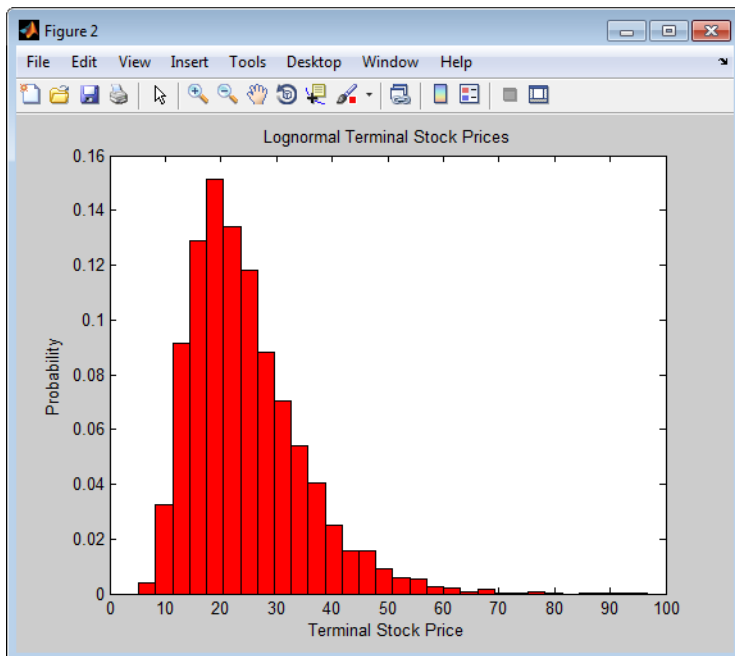 Figure 2
File Edit View Insert Tools Desktop Window Help
Lognormal Terminal Stock Prices
0.16
0.14
0.12
0.1
0.08
0.06
0.04
0.02
0
Probability
0 10 20 30 40 50 60 70 80 90 100
Terminal Stock Price